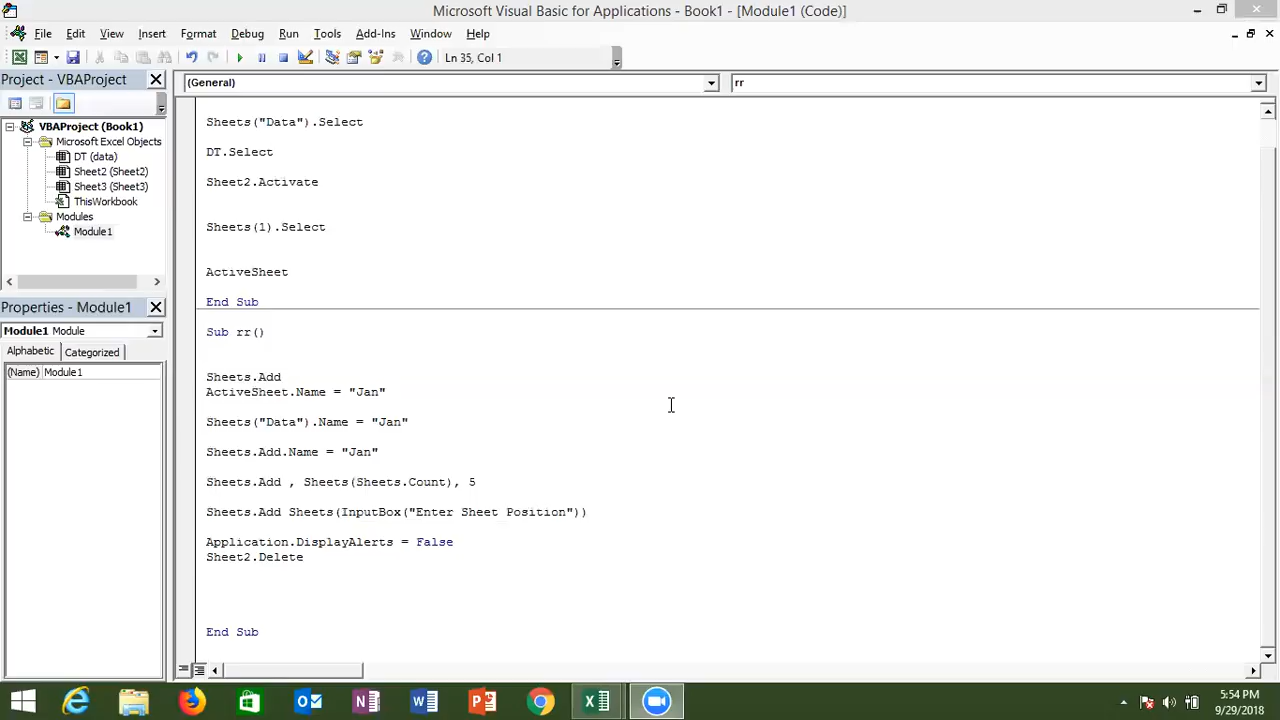 Microsoft Visual Basic for Applications - Book1 - [Module1 (Code)]
File Edit View Insert Format Debug Run Tools Add-Ins Window Help
Ln 35, Col 1
Project - VBAProject
(General)
rr
VBAProject (Book1)
Microsoft Excel Objects
DT (data)
Sheet2 (Sheet2)
Sheet3 (Sheet3)
ThisWorkbook
Modules
Module1
Properties - Module1
Module1 Module
Alphabetic Categorized
(Name) Module1
Sheets("Data").Select
DT.Select
Sheet2.Activate
Sheets(1).Select
ActiveSheet
End Sub
Sub rr()
Sheets.Add
ActiveSheet.Name = "Jan"
Sheets("Data").Name = "Jan"
Sheets.Add.Name = "Jan"
Sheets.Add , Sheets(Sheets.Count), 5
Sheets.Add Sheets(InputBox("Enter Sheet Position"))
Application.DisplayAlerts = False
Sheet2.Delete
End Sub
5:54 PM
9/29/2018